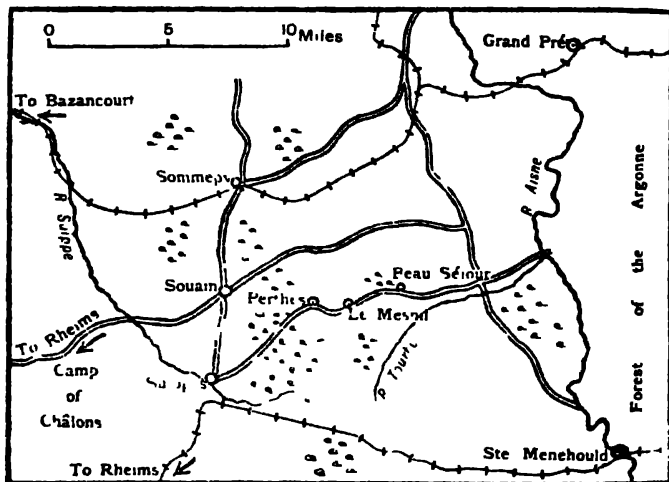 0 5 10 Miles
Grand Pré
To Bazancourt
Sommepy
R Suippe
R Aisne
Forest of the Argonne
Souain
Perthes
Le Mesnil
Peau Séjour
To Rheims
Camp
of
Châlons
R Tourbe
To Rheims
Ste Menehould